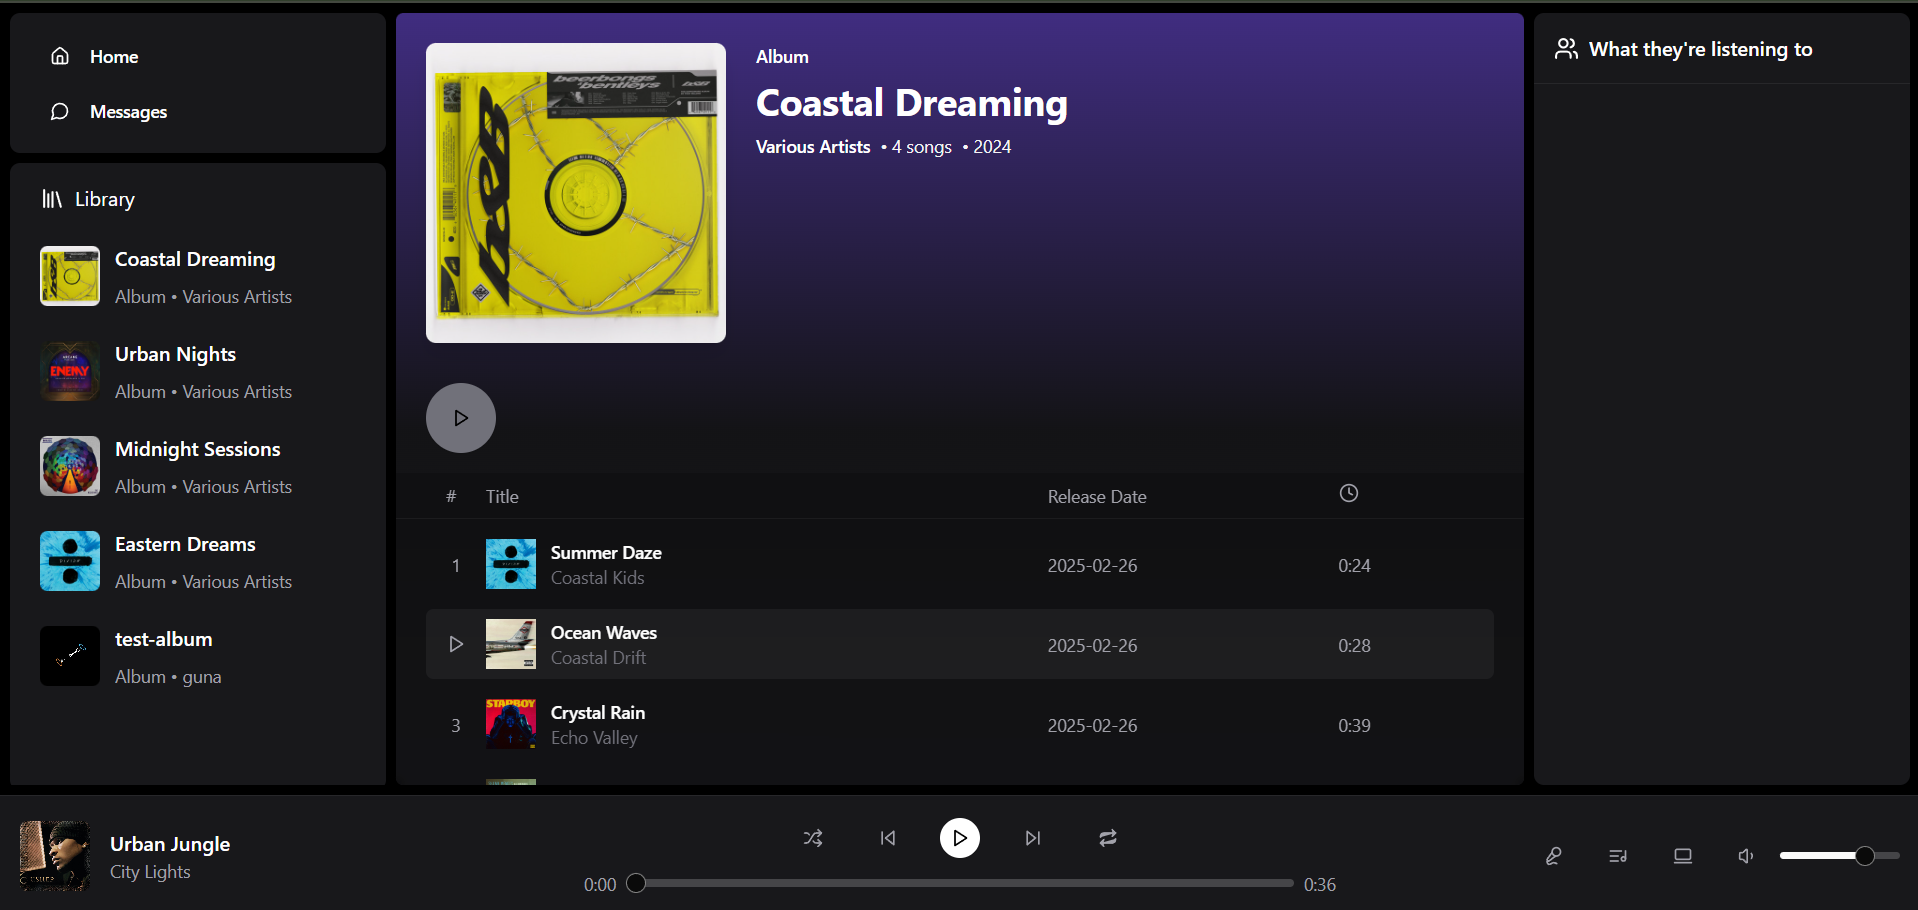 Home
Messages
Library
Coastal Dreaming
Album • Various Artists
Urban Nights
Album • Various Artists
ENEMY
Midnight Sessions
Album • Various Artists
Eastern Dreams
Album • Various Artists
test-album
Album • guna
beerbongs
bentleys
Album
Coastal Dreaming
Various Artists • 4 songs • 2024
# Title Release Date
1 Summer Daze 2025-02-26 0:24
Coastal Kids
Ocean Waves 2025-02-26 0:28
Coastal Drift
STARBOY
3 Crystal Rain 2025-02-26 0:39
Echo Valley
What they're listening to
Urban Jungle
City Lights
0:00 0:36